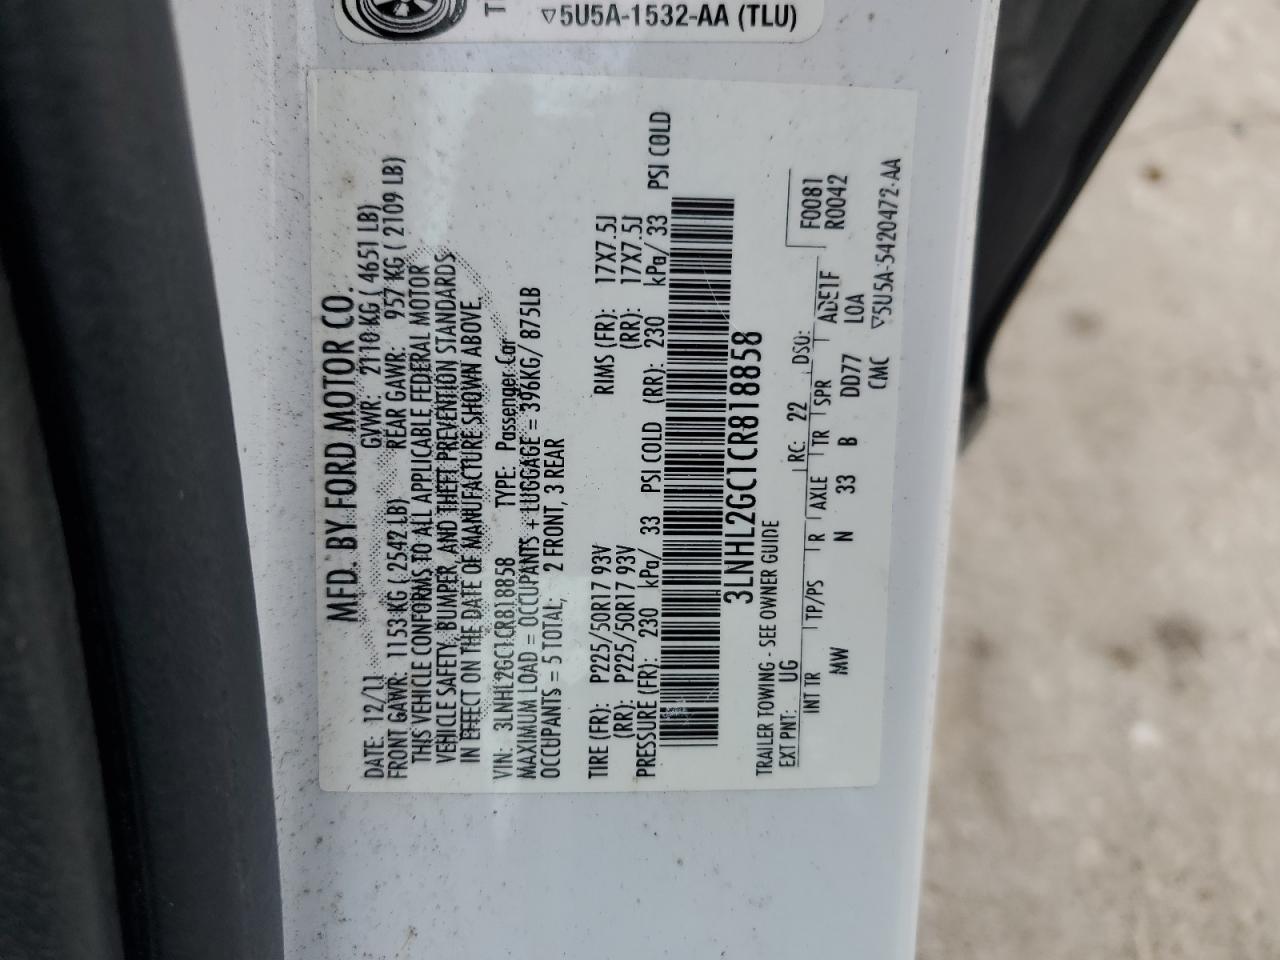 T
▽5U5A-1532-AA (TLU)
MFD. BY FORD MOTOR CO.
DATE: 12/11 GVWR: 2110 KG ( 4651 LB)
FRONT GAWR: 1153 KG ( 2542 LB) REAR GAWR: 957 KG ( 2109 LB)
THIS VEHICLE CONFORMS TO ALL APPLICABLE FEDERAL MOTOR
VEHICLE SAFETY, BUMPER, AND THEFT PREVENTION STANDARDS
IN EFFECT ON THE DATE OF MANUFACTURE SHOWN ABOVE.
VIN: 3LNHL2GC1CR818858 TYPE: Passenger Car
MAXIMUM LOAD = OCCUPANTS + LUGGAGE = 396KG/ 875LB
OCCUPANTS = 5 TOTAL, 2 FRONT, 3 REAR
TIRE (FR): P225/50R17 93V RIMS (FR): 17X7.5J
(RR): P225/50R17 93V (RR): 17X7.5J
PRESSURE (FR): 230 kPa/ 33 PSI COLD (RR): 230 kPa/ 33 PSI COLD
3LNHL2GC1CR818858
TRAILER TOWING - SEE OWNER GUIDE
EXT PNT: UG RC: 22 DSO: F0081
INT TR TP/PS R AXLE TR SPR ADE1F R0042
MW N 33 B DD77 LOA
CMC ▽5U5A-5420472-AA